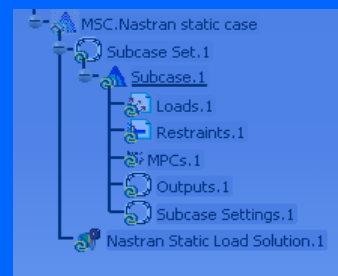 MSC.Nastran static case
Subcase Set.1
Subcase.1
Loads.1
Restraints.1
MPCs.1
Outputs.1
Subcase Settings.1
Nastran Static Load Solution.1